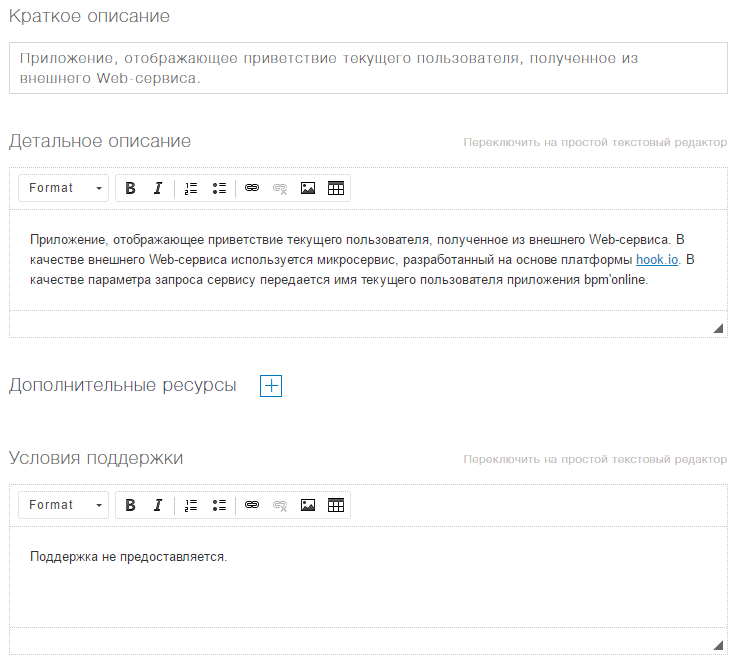 Краткое описание
Приложение, отображающее приветствие текущего пользователя, полученное из
внешнего Web-сервиса.
Детальное описание
Переключить на простой текстовый редактор
Format
B I
Приложение, отображающее приветствие текущего пользователя, полученное из внешнего Web-сервиса. В
качестве внешнего Web-сервиса используется микросервис, разработанный на основе платформы hook.io. В
качестве параметра запроса сервису передается имя текущего пользователя приложения bpm'online.
Дополнительные ресурсы
Условия поддержки
Переключить на простой текстовый редактор
Format
B I
Поддержка не предоставляется.